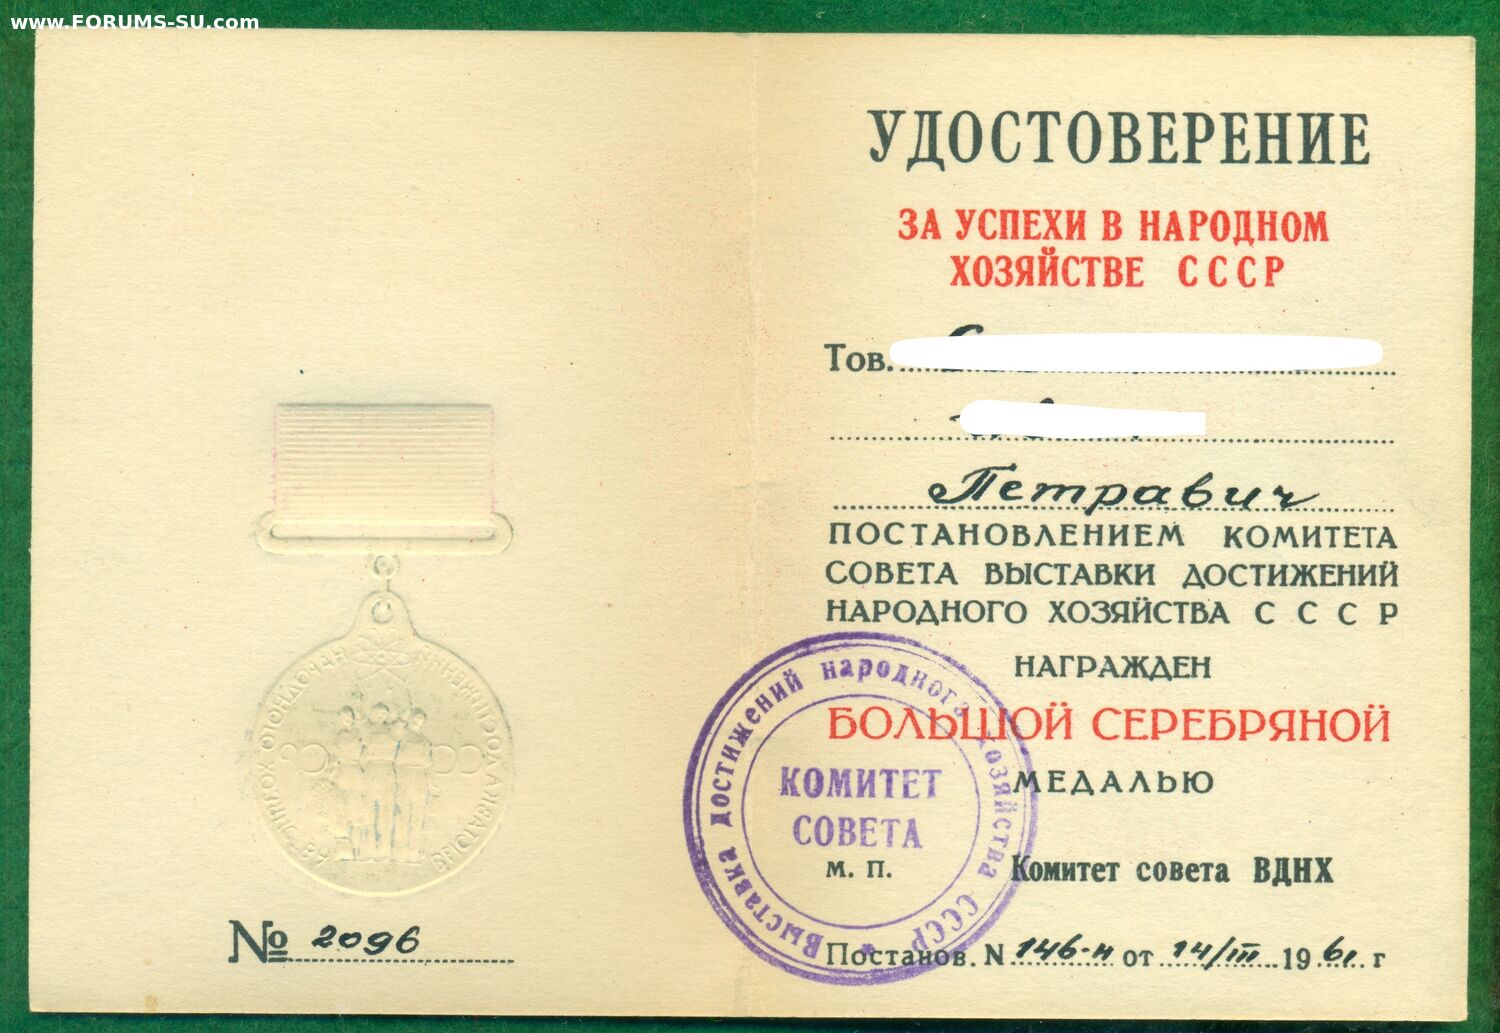 www.FORUMS-SU.com
№ 2096
УДОСТОВЕРЕНИЕ
ЗА УСПЕХИ В НАРОДНОМ
ХОЗЯЙСТВЕ СССР
Тов.
Петравич
ПОСТАНОВЛЕНИЕМ КОМИТЕТА
СОВЕТА ВЫСТАВКИ ДОСТИЖЕНИЙ
НАРОДНОГО ХОЗЯЙСТВА СССР
НАГРАЖДЕН
БОЛЬШОЙ СЕРЕБРЯНОЙ
МЕДАЛЬЮ
Выставка достижений народного хозяйства СССР
КОМИТЕТ
СОВЕТА
М. П.
Комитет совета ВДНХ
Постанов. N 146-н от 14/III 1961 г